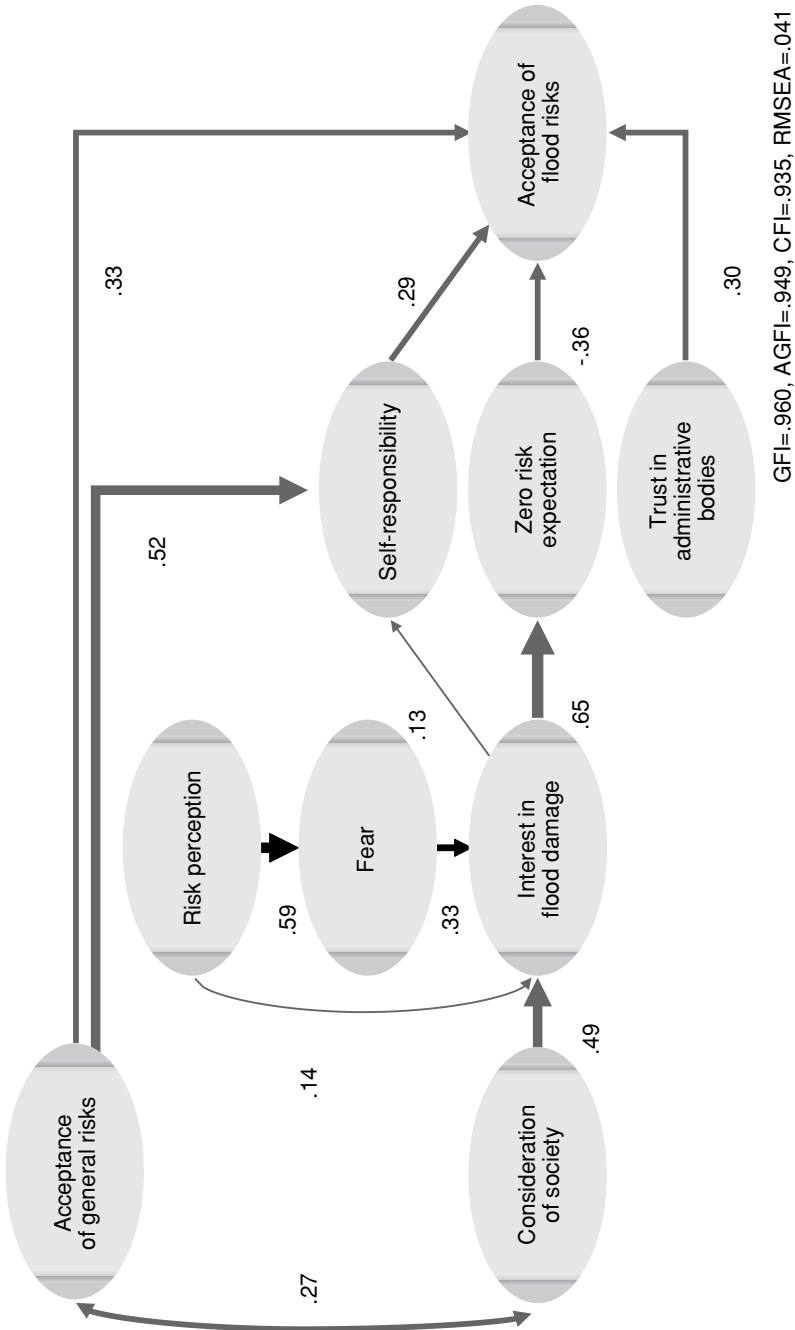 Acceptance
of general risks
.33
.52
Risk perception
.59
Fear
.33
.14
.27
Consideration
of society
.49
Interest in
flood damage
.13
.65
Self-responsibility
.29
Zero risk
expectation
-.36
Trust in
administrative
bodies
.30
Acceptance of
flood risks
GFI=.960, AGFI=.949, CFI=.935, RMSEA=.041